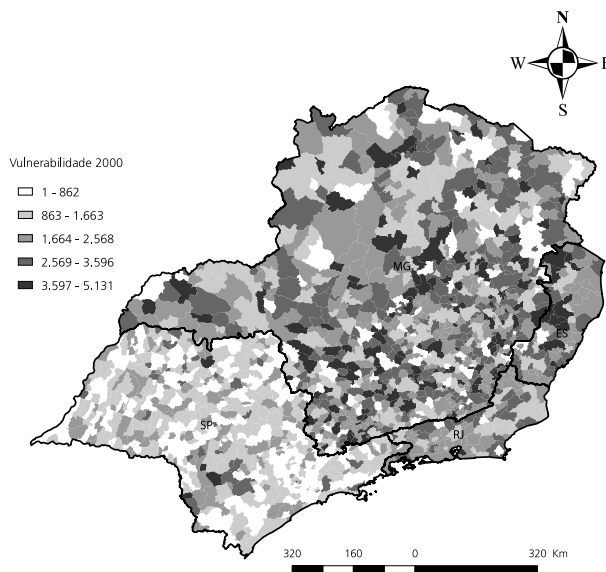 N
W
E
S
Vulnerabilidade 2000
1 – 862
863 – 1.663
1,664 – 2.568
2.569 – 3.596
3.597 – 5.131
MG
ES
SP
RJ
320 160 0 320 Km